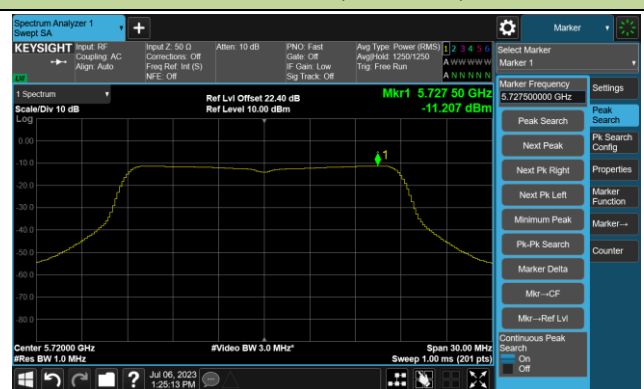 Spectrum Analyzer 1
Swept SA
+
Marker
KEYSIGHT
Input: RF
Coupling: AC
Align: Auto
Input Z: 50 Ω
Corrections: Off
Freq Ref: Int (S)
NFE: Off
Atten: 10 dB
PNO: Fast
Gate: Off
IF Gain: Low
Sig Track: Off
Avg Type: Power (RMS)
Avg|Hold: 1250/1250
Trig: Free Run
1 2 3 4 5 6
A W W W W W
A N N N N N
Select Marker
Marker 1
1 Spectrum
Scale/Div 10 dB
Log
Ref Lvl Offset 22.40 dB
Ref Level 10.00 dBm
Mkr1 5.727 50 GHz
-11.207 dBm
0.00
-10.0
-20.0
-30.0
-40.0
-50.0
-60.0
-70.0
-80.0
1
Center 5.72000 GHz
#Res BW 1.0 MHz
#Video BW 3.0 MHz*
Span 30.00 MHz
Sweep 1.00 ms (201 pts)
Marker Frequency
5.727500000 GHz
Peak Search
Next Peak
Next Pk Right
Next Pk Left
Minimum Peak
Pk-Pk Search
Marker Delta
Mkr→CF
Mkr→Ref Lvl
Continuous Peak
Search
On
Off
Settings
Peak
Search
Pk Search
Config
Properties
Marker
Function
Marker→
Counter
?
Jul 06, 2023
1:25:13 PM